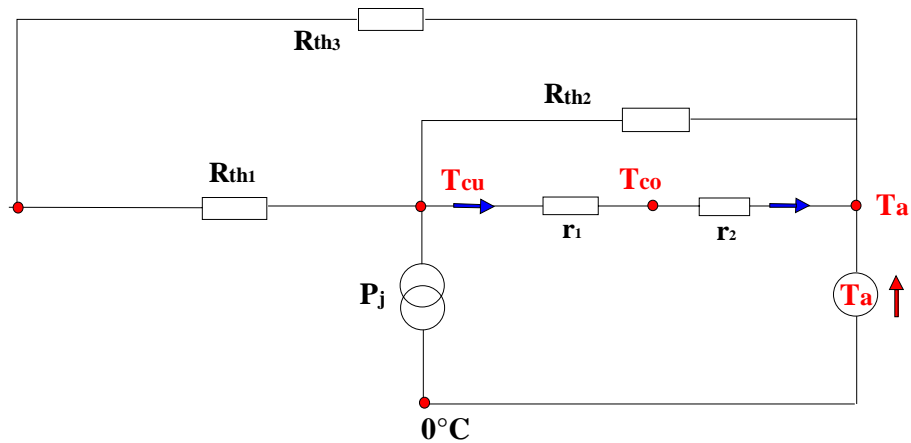 Rth3
Rth2
Rth1
Tcu
Tco
Ta
r1
r2
Pj
Ta
0°C